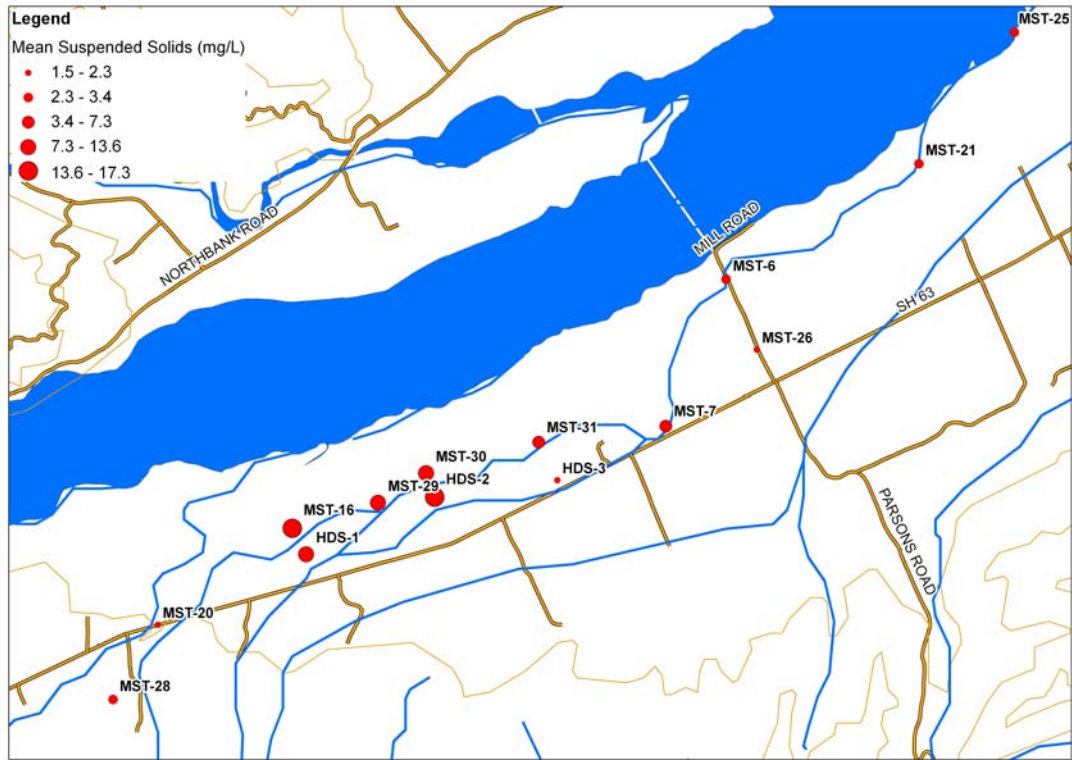 Legend
Mean Suspended Solids (mg/L)
1.5 - 2.3
2.3 - 3.4
3.4 - 7.3
7.3 - 13.6
13.6 - 17.3
MST-25
MST-21
NORTHBANK ROAD
MILL ROAD
MST-6
SH 63
MST-26
MST-7
MST-31
MST-30
HDS-3
HDS-2
MST-29
MST-16
HDS-1
PARSONS ROAD
MST-20
MST-28